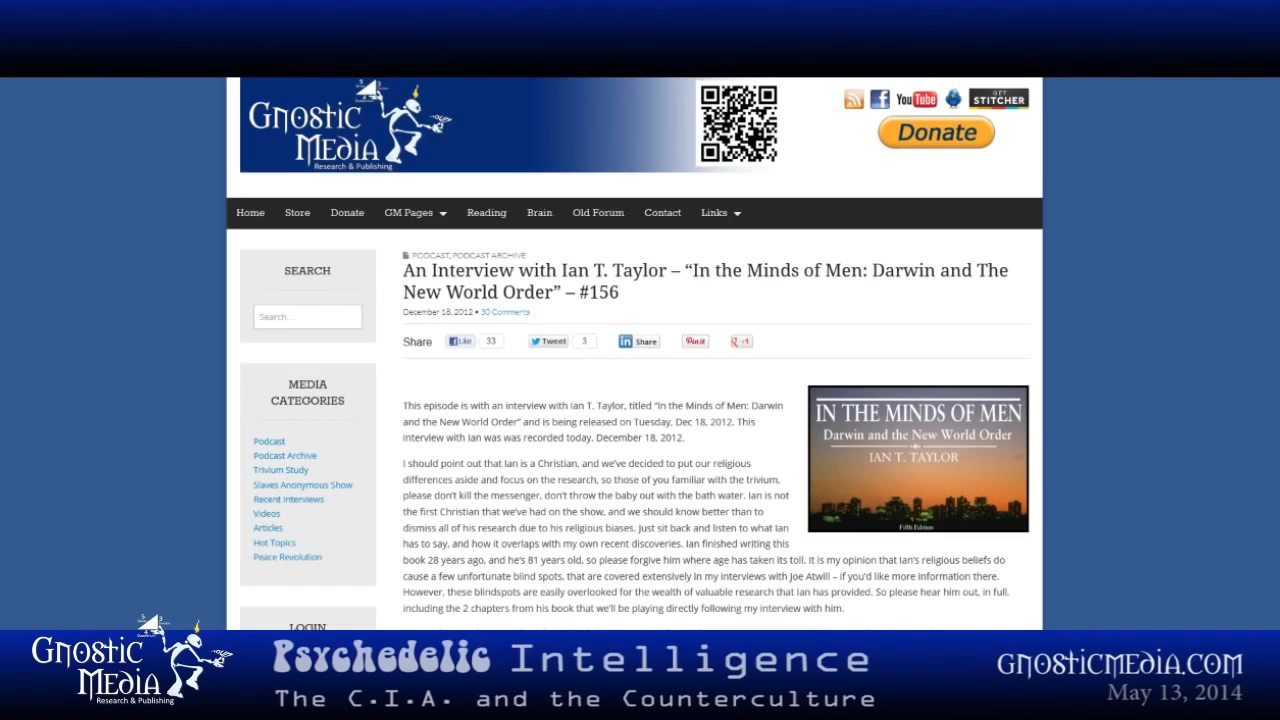 Gnostic
Media
Research & Publishing
You Tube
GET
STITCHER
Donate
Home Store Donate GM Pages Reading Brain Old Forum Contact Links
SEARCH
Search...
MEDIA
CATEGORIES
Podcast
Podcast Archive
Trivium Study
Slaves Anonymous Show
Recent Interviews
Videos
Articles
Hot Topics
Peace Revolution
LOGIN
PODCAST, PODCAST ARCHIVE
An Interview with Ian T. Taylor – “In the Minds of Men: Darwin and The
New World Order” – #156
December 18, 2012 • 30 Comments
Share Like 33 Tweet 3 in Share Pin it +1
This episode is with an interview with Ian T. Taylor, titled “In the Minds of Men: Darwin
and the New World Order” and is being released on Tuesday, Dec 18, 2012. This
interview with Ian was was recorded today, December 18, 2012.
I should point out that Ian is a Christian, and we’ve decided to put our religious
differences aside and focus on the research, so those of you familiar with the trivium,
please don’t kill the messenger, don’t throw the baby out with the bath water. Ian is not
the first Christian that we’ve had on the show, and we should know better than to
dismiss all of his research due to his religious biases. Just sit back and listen to what Ian
has to say, and how it overlaps with my own recent discoveries. Ian finished writing this
book 28 years ago, and he’s 81 years old, so please forgive him where age has taken its toll. It is my opinion that Ian’s religious beliefs do
cause a few unfortunate blind spots, that are covered extensively in my interviews with Joe Atwill – if you’d like more information there.
However, these blindspots are easily overlooked for the wealth of valuable research that Ian has provided. So please hear him out, in full,
including the 2 chapters from his book that we’ll be playing directly following my interview with him.
IN THE MINDS OF MEN
Darwin and the New World Order
IAN T. TAYLOR
Fifth Edition
Gnostic
Media
Research & Publishing
Psychedelic Intelligence
The C.I.A. and the Counterculture
GNOSTICMEDIA.COM
May 13, 2014